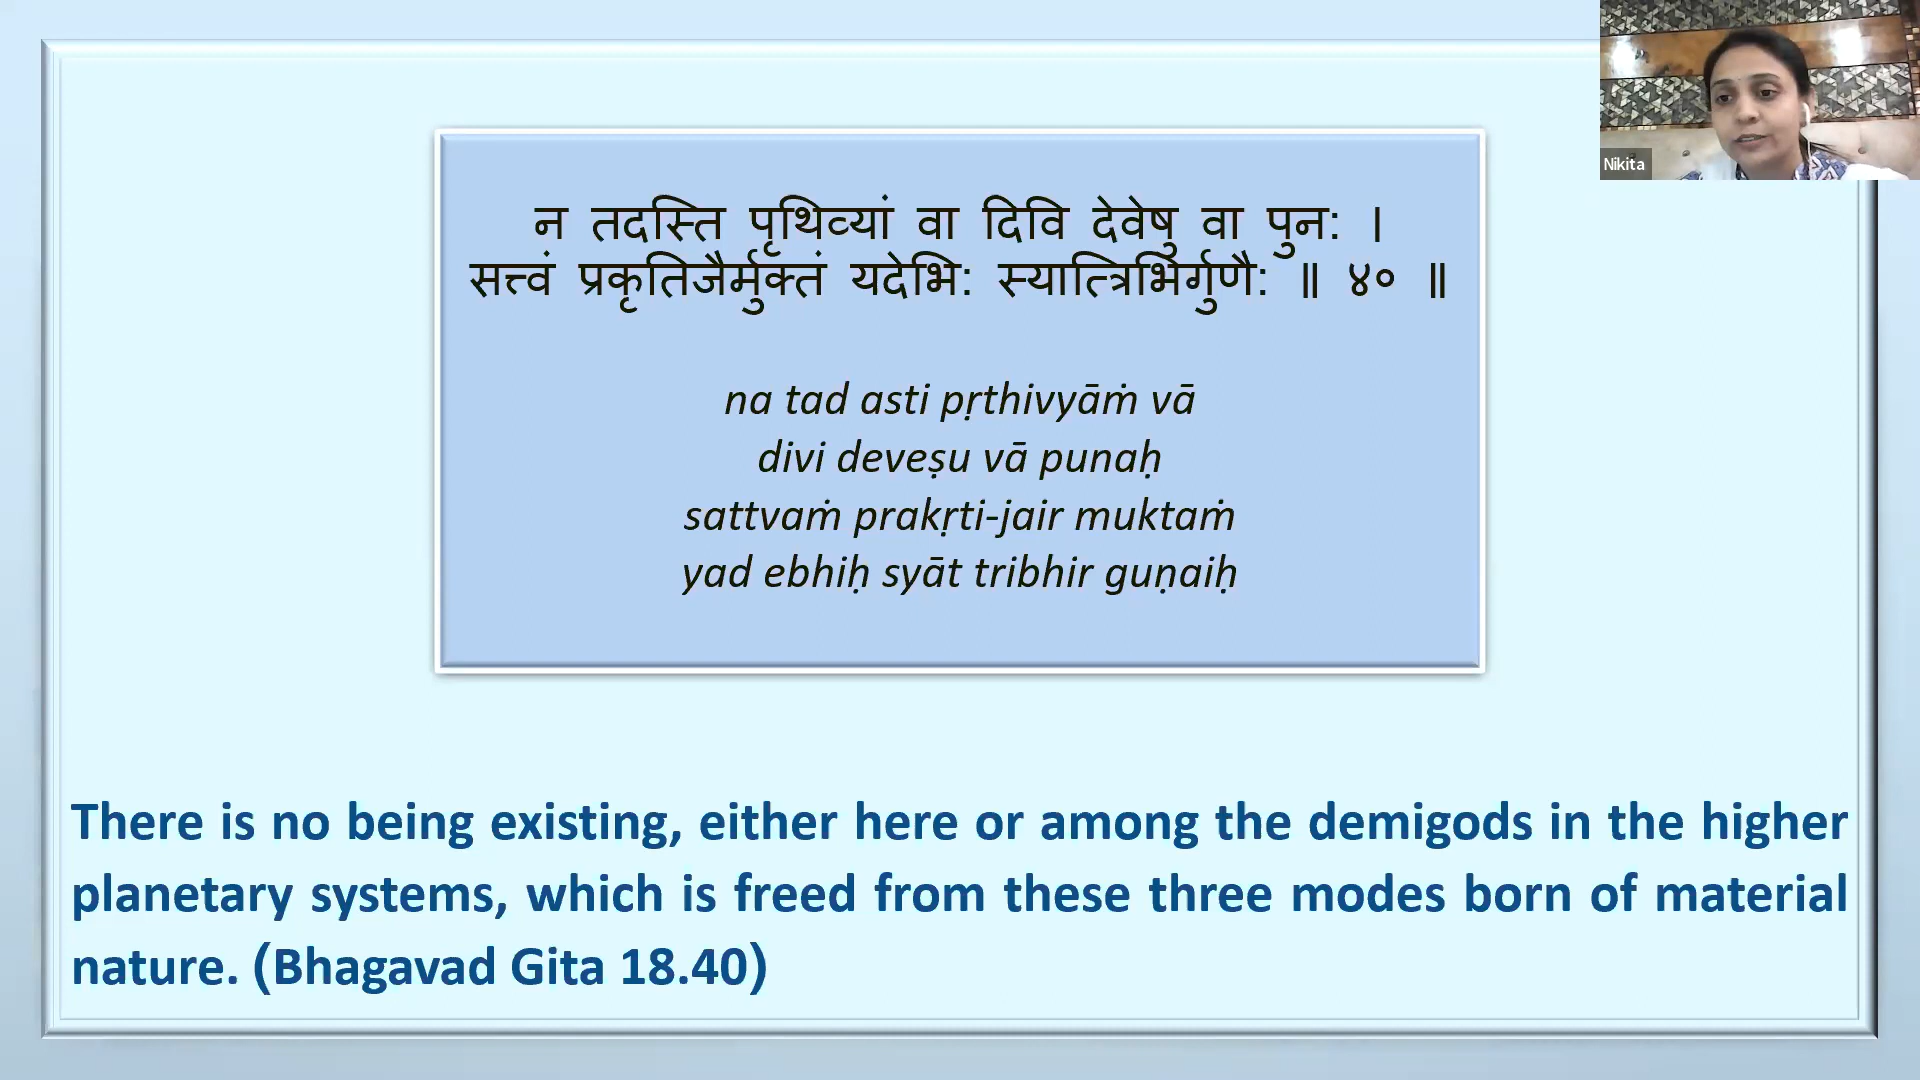 न तदस्ति पृथिव्यां वा दिवि देवेषु वा पुन: ।
सत्त्वं प्रकृतिजैर्मुक्तं यदेभि: स्यात्त्रिभिर्गुणै: ॥ ४० ॥
na tad asti pṛthivyāṁ vā
divi deveṣu vā punaḥ
sattvaṁ prakṛti-jair muktaṁ
yad ebhiḥ syāt tribhir guṇaiḥ
There is no being existing, either here or among the demigods in the higher
planetary systems, which is freed from these three modes born of material
nature. (Bhagavad Gita 18.40)
Nikita